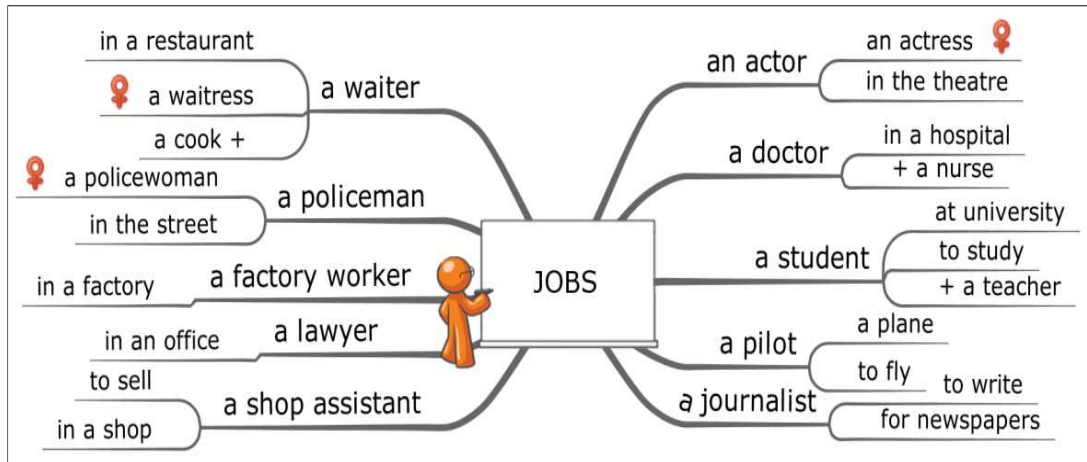 JOBS
a waiter
in a restaurant
a waitress
a cook +
a policeman
a policewoman
in the street
a factory worker
in a factory
a lawyer
in an office
a shop assistant
to sell
in a shop
an actor
an actress
in the theatre
a doctor
in a hospital
+ a nurse
a student
at university
to study
+ a teacher
a pilot
a plane
to fly
a journalist
to write
for newspapers